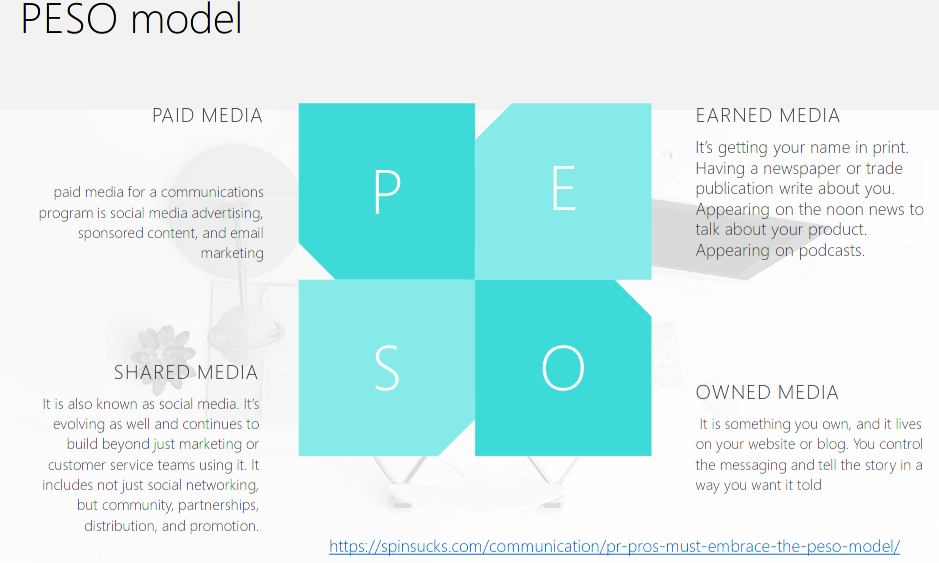 PESO model
PAID MEDIA
paid media for a communications
program is social media advertising,
sponsored content, and email
marketing
P
E
EARNED MEDIA
It's getting your name in print.
Having a newspaper or trade
publication write about you.
Appearing on the noon news to
talk about your product.
Appearing on podcasts.
SHARED MEDIA
It is also known as social media. It's
evolving as well and continues to
build beyond just marketing or
customer service teams using it. It
includes not just social networking,
but community, partnerships,
distribution, and promotion.
S
O
OWNED MEDIA
It is something you own, and it lives
on your website or blog. You control
the messaging and tell the story in a
way you want it told
https://spinsucks.com/communication/pr-pros-must-embrace-the-peso-model/